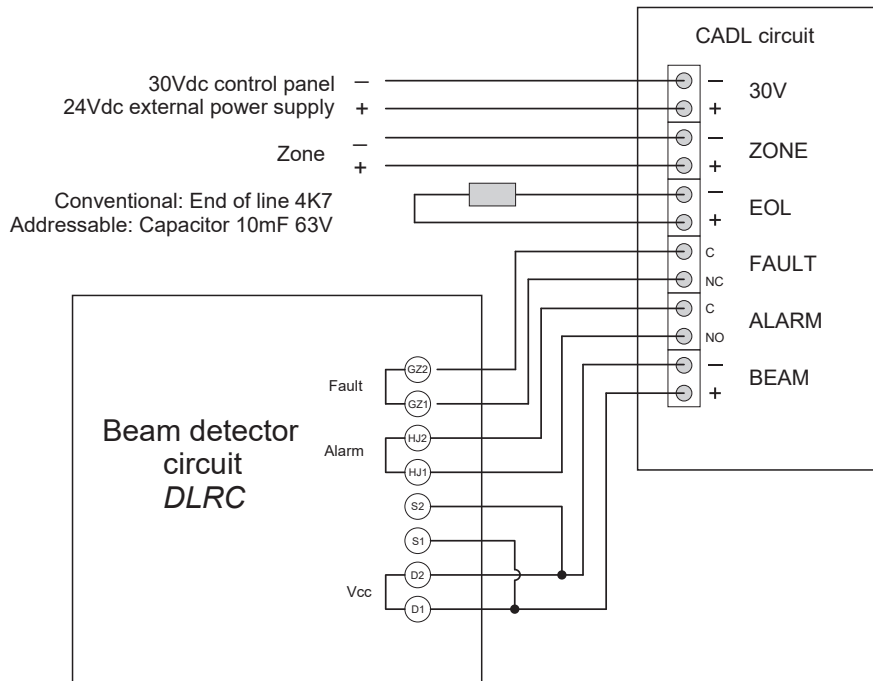 CADL circuit
30Vdc control panel –
24Vdc external power supply +
– 30V
+
Zone –
+
– ZONE
+
Conventional: End of line 4K7
Addressable: Capacitor 10mF 63V
– EOL
+
C FAULT
NC
C ALARM
NO
– BEAM
+
Beam detector
circuit
DLRC
Fault
GZ2
GZ1
Alarm
HJ2
HJ1
S2
S1
Vcc
D2
D1